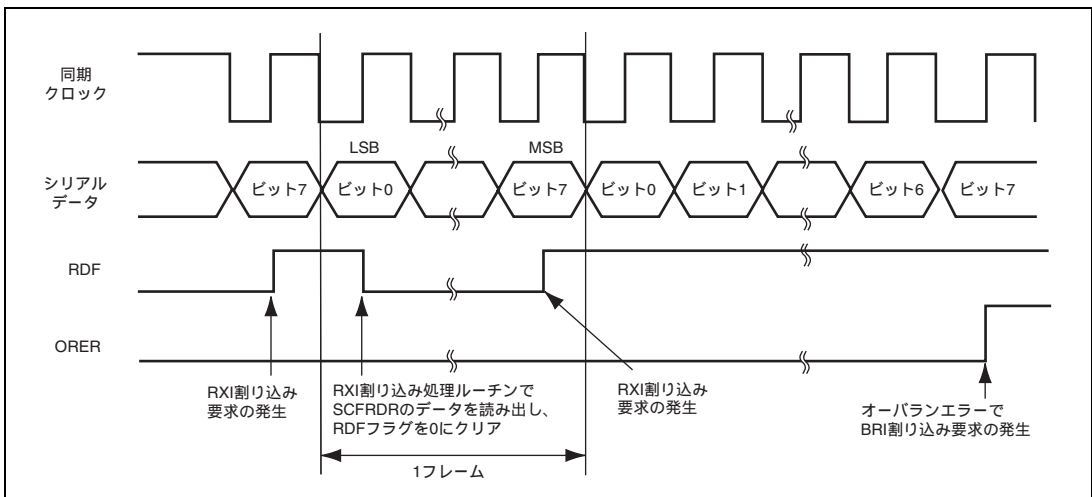 同期
クロック
LSB
MSB
シリアル
データ
ビット7
ビット0
ビット7
ビット0
ビット1
ビット6
ビット7
RDF
ORER
RXI割り込み
要求の発生
RXI割り込み処理ルーチンで
SCFRDRのデータを読み出し、
RDFフラグを0にクリア
RXI割り込み
要求の発生
オーバランエラーで
BRI割り込み要求の発生
1フレーム